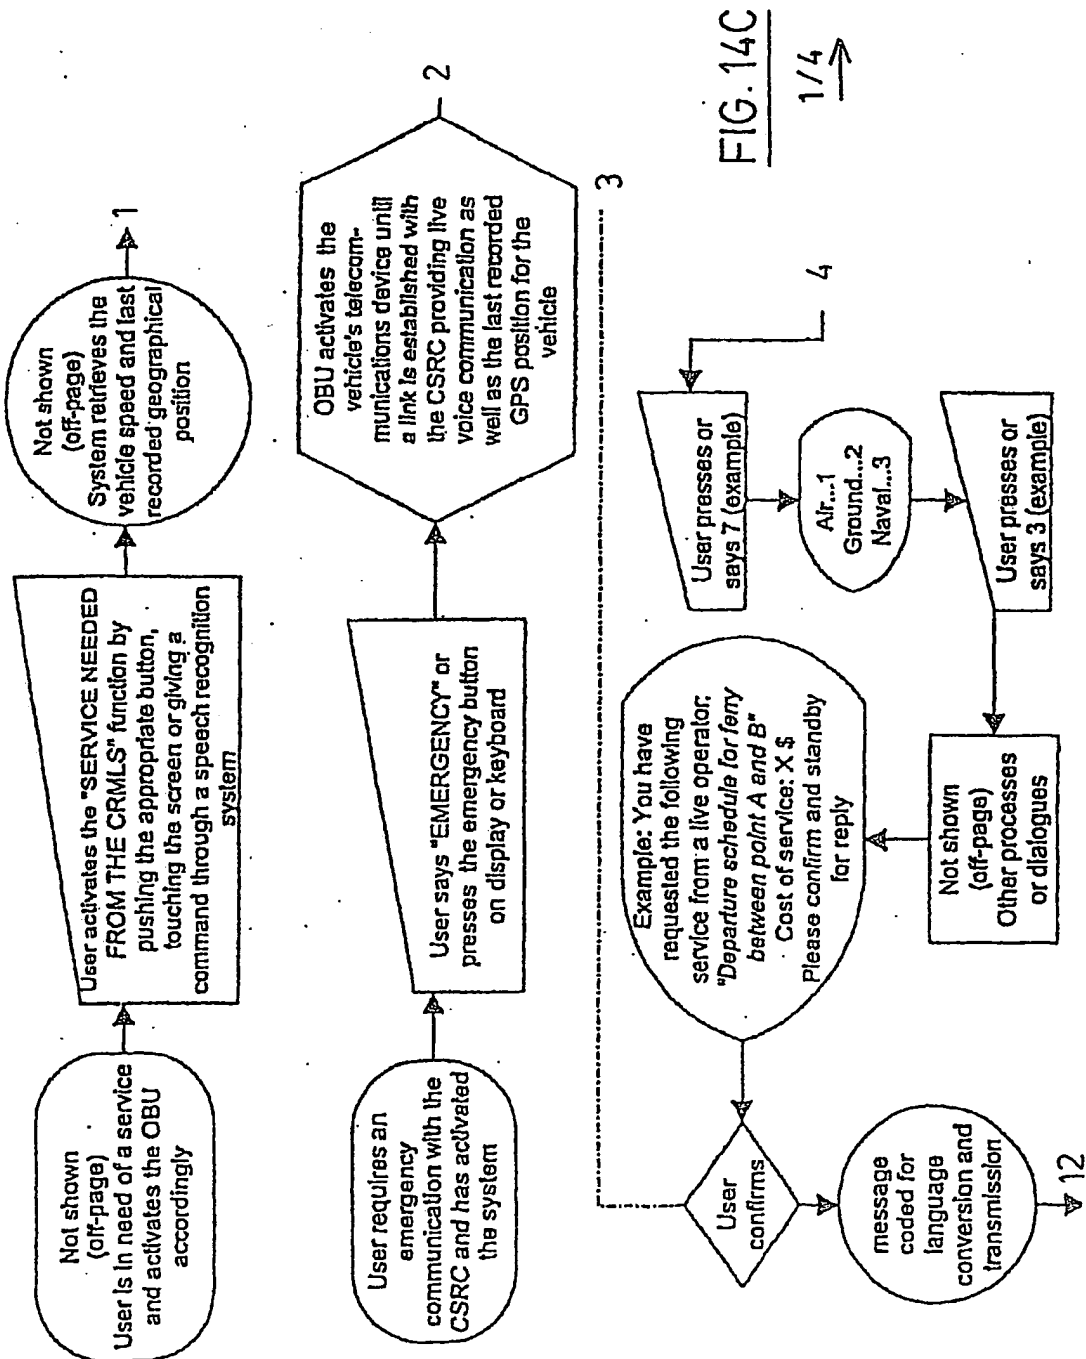 Not shown
(off-page)
User is in need of a service
and activates the OBU
accordingly
User activates the "SERVICE NEEDED
FROM THE CRMLS" function by
pushing the appropriate button,
touching the screen or giving a
command through a speech recognition
system
Not shown
(off-page)
System retrieves the
vehicle speed and last
recorded geographical
position
1
User requires an
emergency
communication with the
CSRC and has activated
the system
User says "EMERGENCY" or
presses the emergency button
on display or keyboard
OBU activates the
vehicle's telecom-
munications device until
a link is established with
the CSRC providing live
voice communication as
well as the last recorded
GPS position for the
vehicle
2
3
4
User presses or
says 7 (example)
Air...1
Ground...2
Naval...3
User presses or
says 3 (example)
Not shown
(off-page)
Other processes
or dialogues
Example: You have
requested the following
service from a live operator:
"Departure schedule for ferry
between point A and B"
Cost of service: X $
Please confirm and standby
for reply
User
confirms
message
coded for
language
conversion and
transmission
12
FIG. 14C
1/4